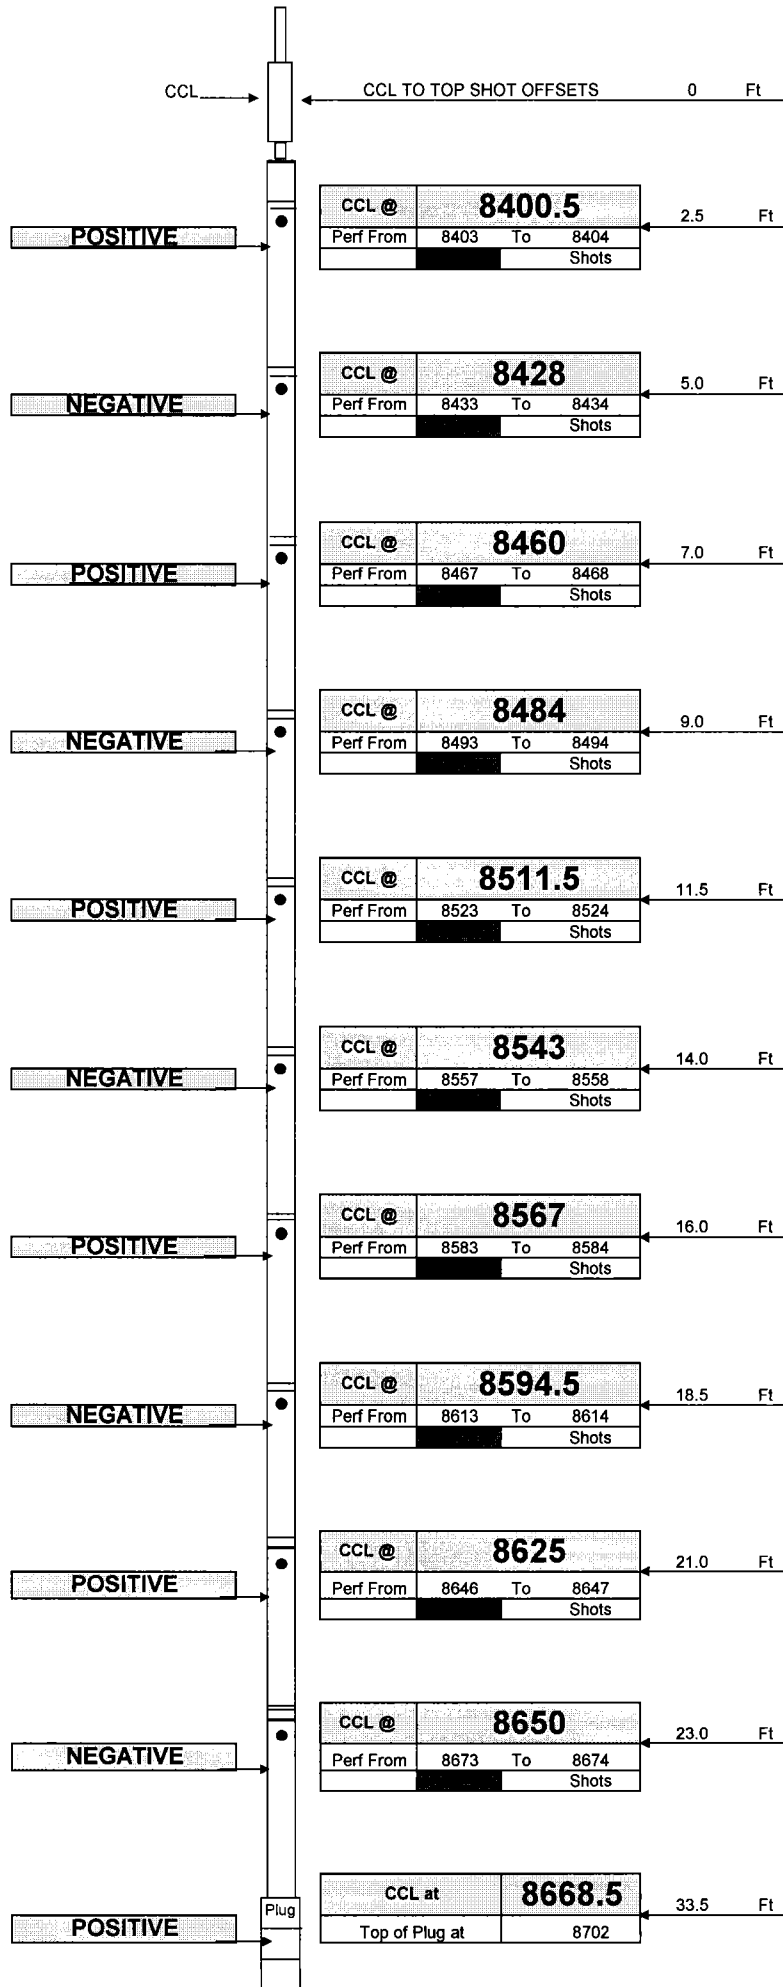 CCL CCL TO TOP SHOT OFFSETS 0 Ft
CCL @ 8400.5
2.5 Ft
POSITIVE
Perf From 8403 To 8404
Shots
CCL @ 8428
5.0 Ft
NEGATIVE
Perf From 8433 To 8434
Shots
CCL @ 8460
7.0 Ft
POSITIVE
Perf From 8467 To 8468
Shots
CCL @ 8484
9.0 Ft
NEGATIVE
Perf From 8493 To 8494
Shots
CCL @ 8511.5
11.5 Ft
POSITIVE
Perf From 8523 To 8524
Shots
CCL @ 8543
14.0 Ft
NEGATIVE
Perf From 8557 To 8558
Shots
CCL @ 8567
16.0 Ft
POSITIVE
Perf From 8583 To 8584
Shots
CCL @ 8594.5
18.5 Ft
NEGATIVE
Perf From 8613 To 8614
Shots
CCL @ 8625
21.0 Ft
POSITIVE
Perf From 8646 To 8647
Shots
CCL @ 8650
23.0 Ft
NEGATIVE
Perf From 8673 To 8674
Shots
CCL at 8668.5
33.5 Ft
Plug
POSITIVE
Top of Plug at 8702